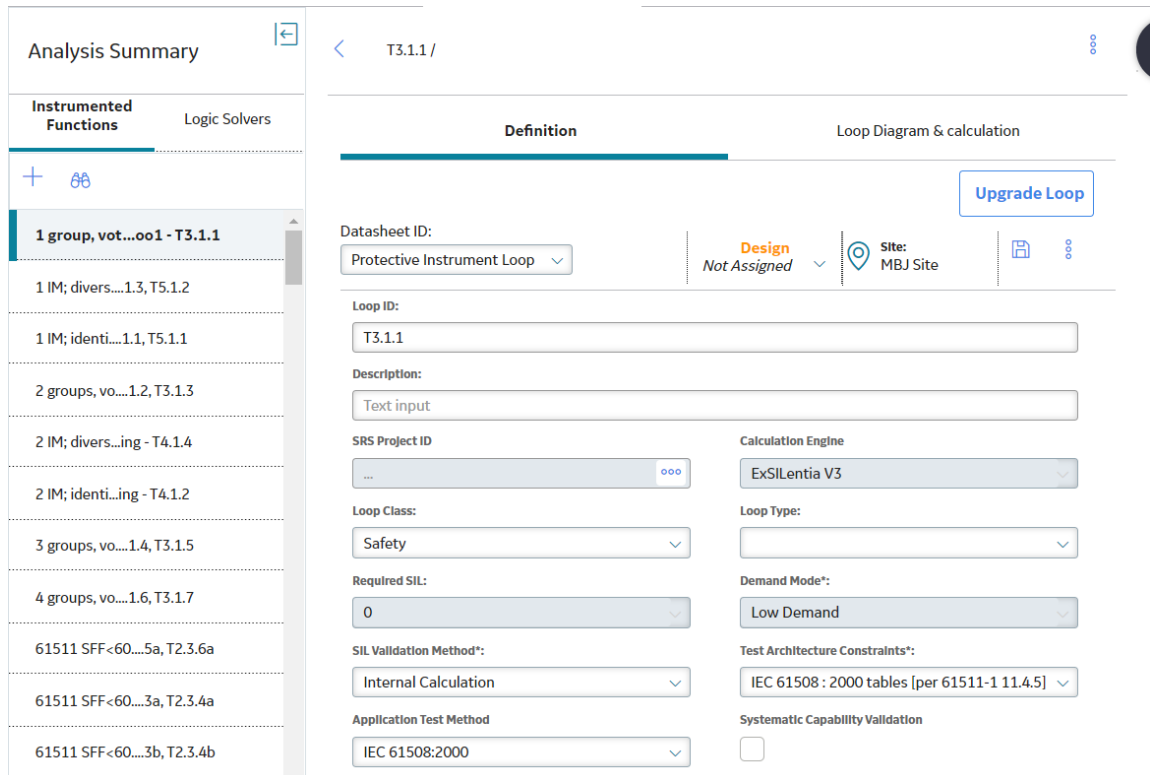 Analysis Summary
Instrumented
Functions
Logic Solvers
1 group, vot...oo1 - T3.1.1
1 IM; divers....1.3, T5.1.2
1 IM; identi....1.1, T5.1.1
2 groups, vo....1.2, T3.1.3
2 IM; divers...ing - T4.1.4
2 IM; identi...ing - T4.1.2
3 groups, vo....1.4, T3.1.5
4 groups, vo....1.6, T3.1.7
61511 SFF<60....5a, T2.3.6a
61511 SFF<60....3a, T2.3.4a
61511 SFF<60...3b, T2.3.4b
T3.1.1 /
Definition
Loop Diagram & calculation
Upgrade Loop
Datasheet ID:
Protective Instrument Loop
Design
Not Assigned
Site:
MBJ Site
Loop ID:
T3.1.1
Description:
Text input
SRS Project ID
...
Calculation Engine
ExSILentia V3
Loop Class:
Safety
Loop Type:
Required SIL:
0
Demand Mode*:
Low Demand
SIL Validation Method*:
Internal Calculation
Test Architecture Constraints*:
IEC 61508 : 2000 tables [per 61511-1 11.4.5]
Application Test Method
IEC 61508:2000
Systematic Capability Validation